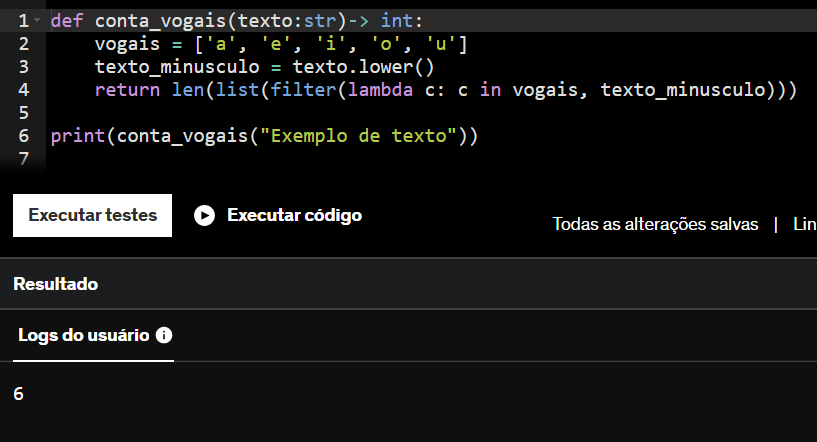 1 def conta_vogais(texto:str)-> int:
2     vogais = ['a', 'e', 'i', 'o', 'u']
3     texto_minusculo = texto.lower()
4     return len(list(filter(lambda c: c in vogais, texto_minusculo)))
5
6 print(conta_vogais("Exemplo de texto"))
7
Executar testes Executar código Todas as alterações salvas | Lin
Resultado
Logs do usuário
6